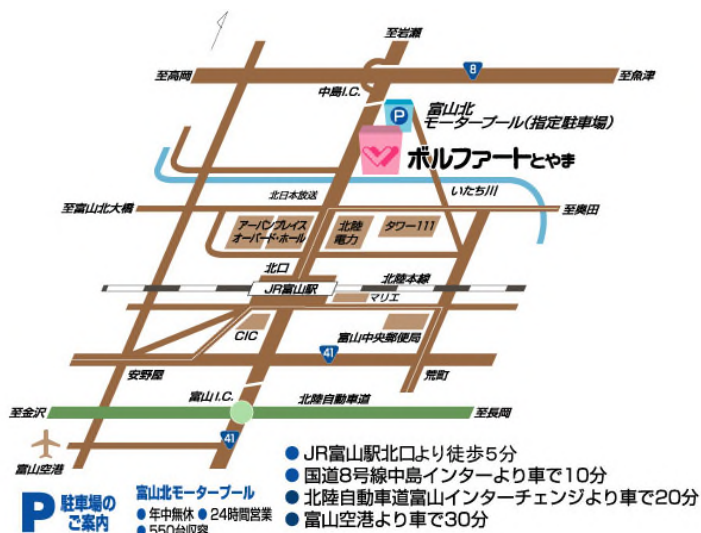 至岩瀬
至高岡
8
至魚津
中島I.C.
P
富山北
モータープール(指定駐車場)
ボルファートとやま
いたち川
北日本放送
至富山北大橋
至奥田
アーバンプレイス
オーバード・ホール
北陸
電力
タワー111
北口
北陸本線
JR富山駅
マリエ
CIC
富山中央郵便局
41
安野屋
荒町
富山I.C.
北陸自動車道
至金沢
至長岡
41
富山空港
●JR富山駅北口より徒歩5分
●国道8号線中島インターより車で10分
●北陸自動車道富山インターチェンジより車で20分
●富山空港より車で30分
P 駐車場の
ご案内
富山北モータープール
●年中無休 ●24時間営業
●550台収容